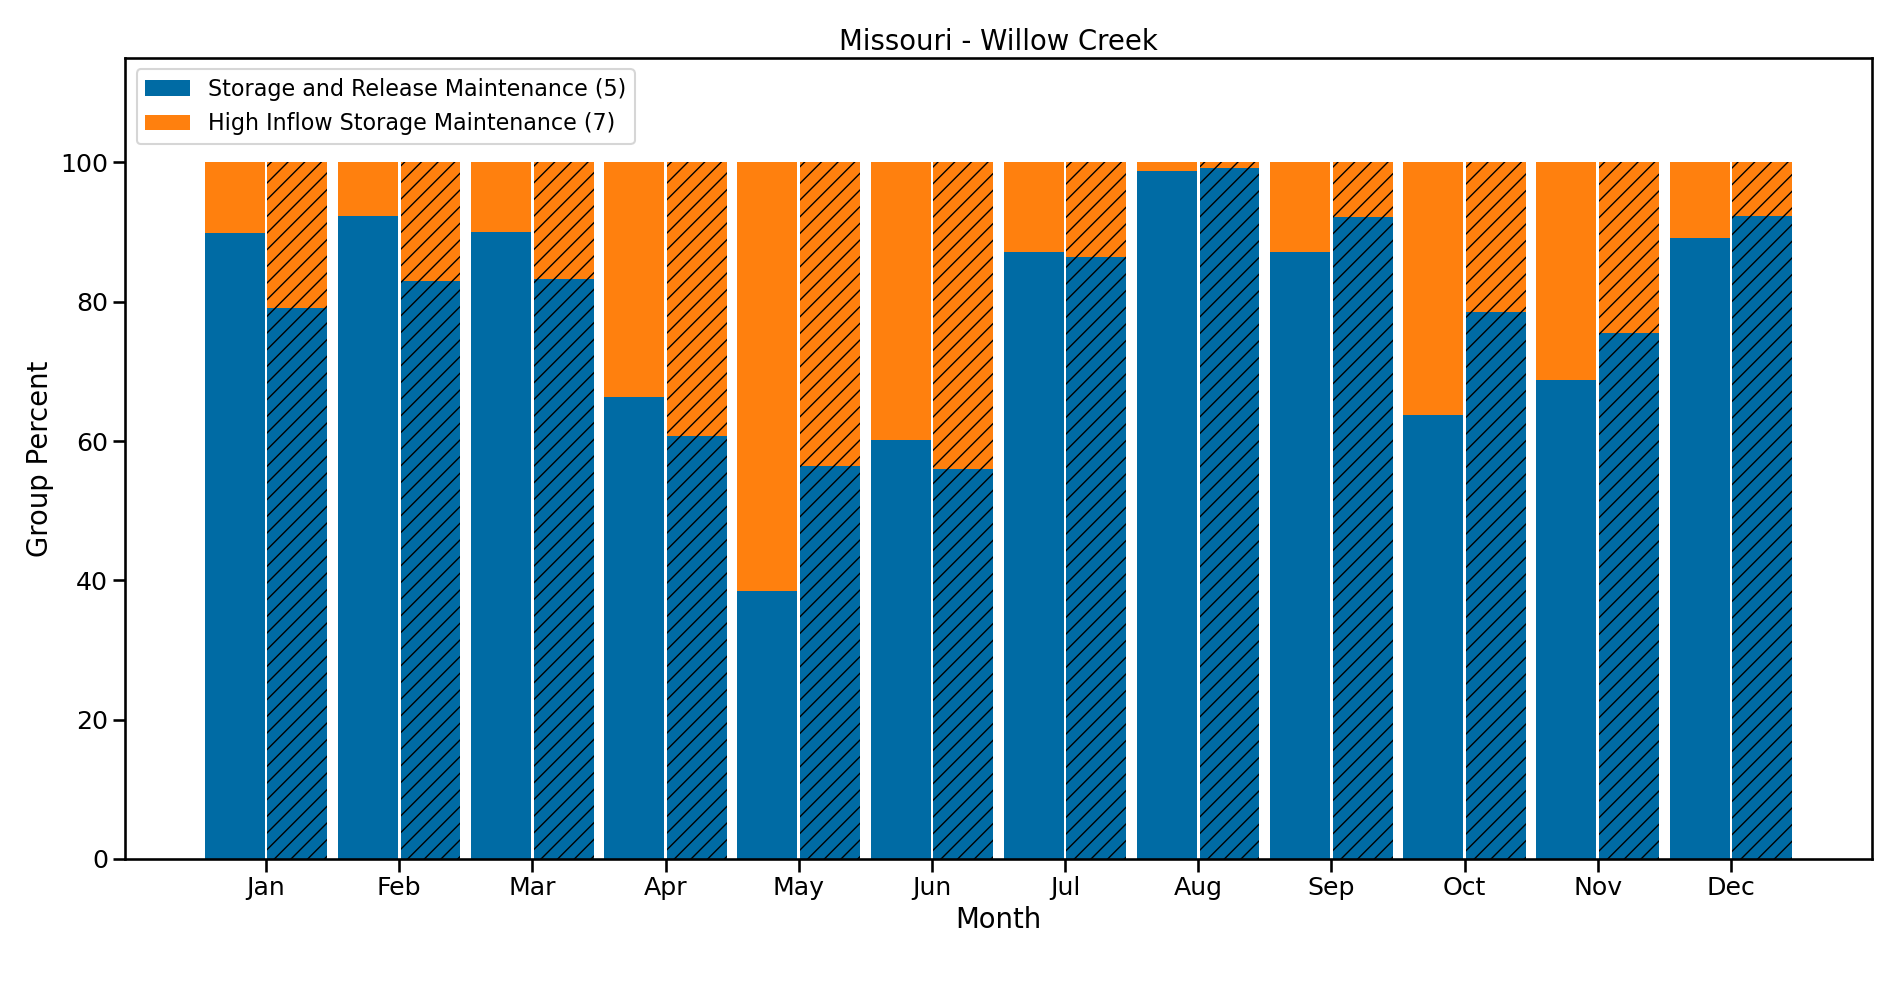 Missouri - Willow Creek
Storage and Release Maintenance (5)
High Inflow Storage Maintenance (7)
100
80
60
40
20
0
Group Percent
Jan Feb Mar Apr May Jun Jul Aug Sep Oct Nov Dec
Month